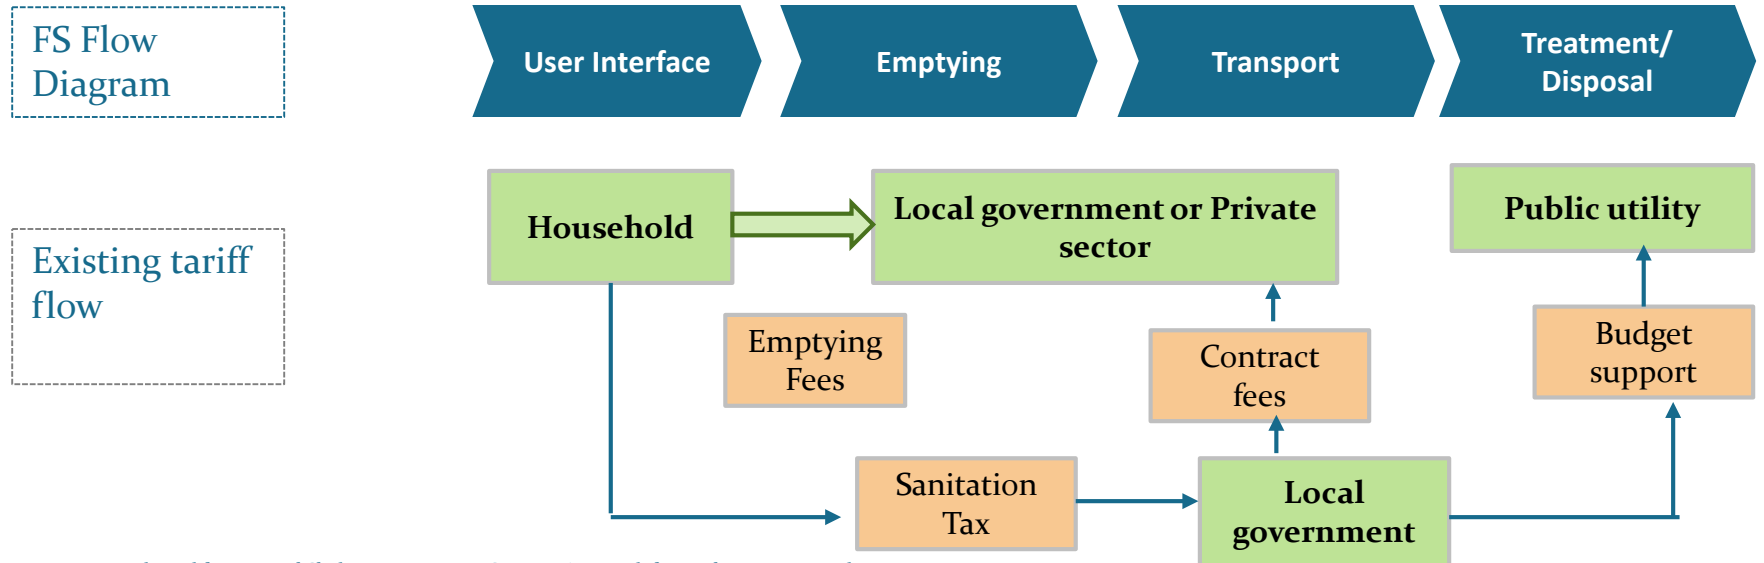 FS Flow
Diagram
User Interface
Emptying
Transport
Treatment/
Disposal
Existing tariff
flow
Household
Local government or Private
sector
Public utility
Emptying
Fees
Contract
fees
Budget
support
Sanitation
Tax
Local
government